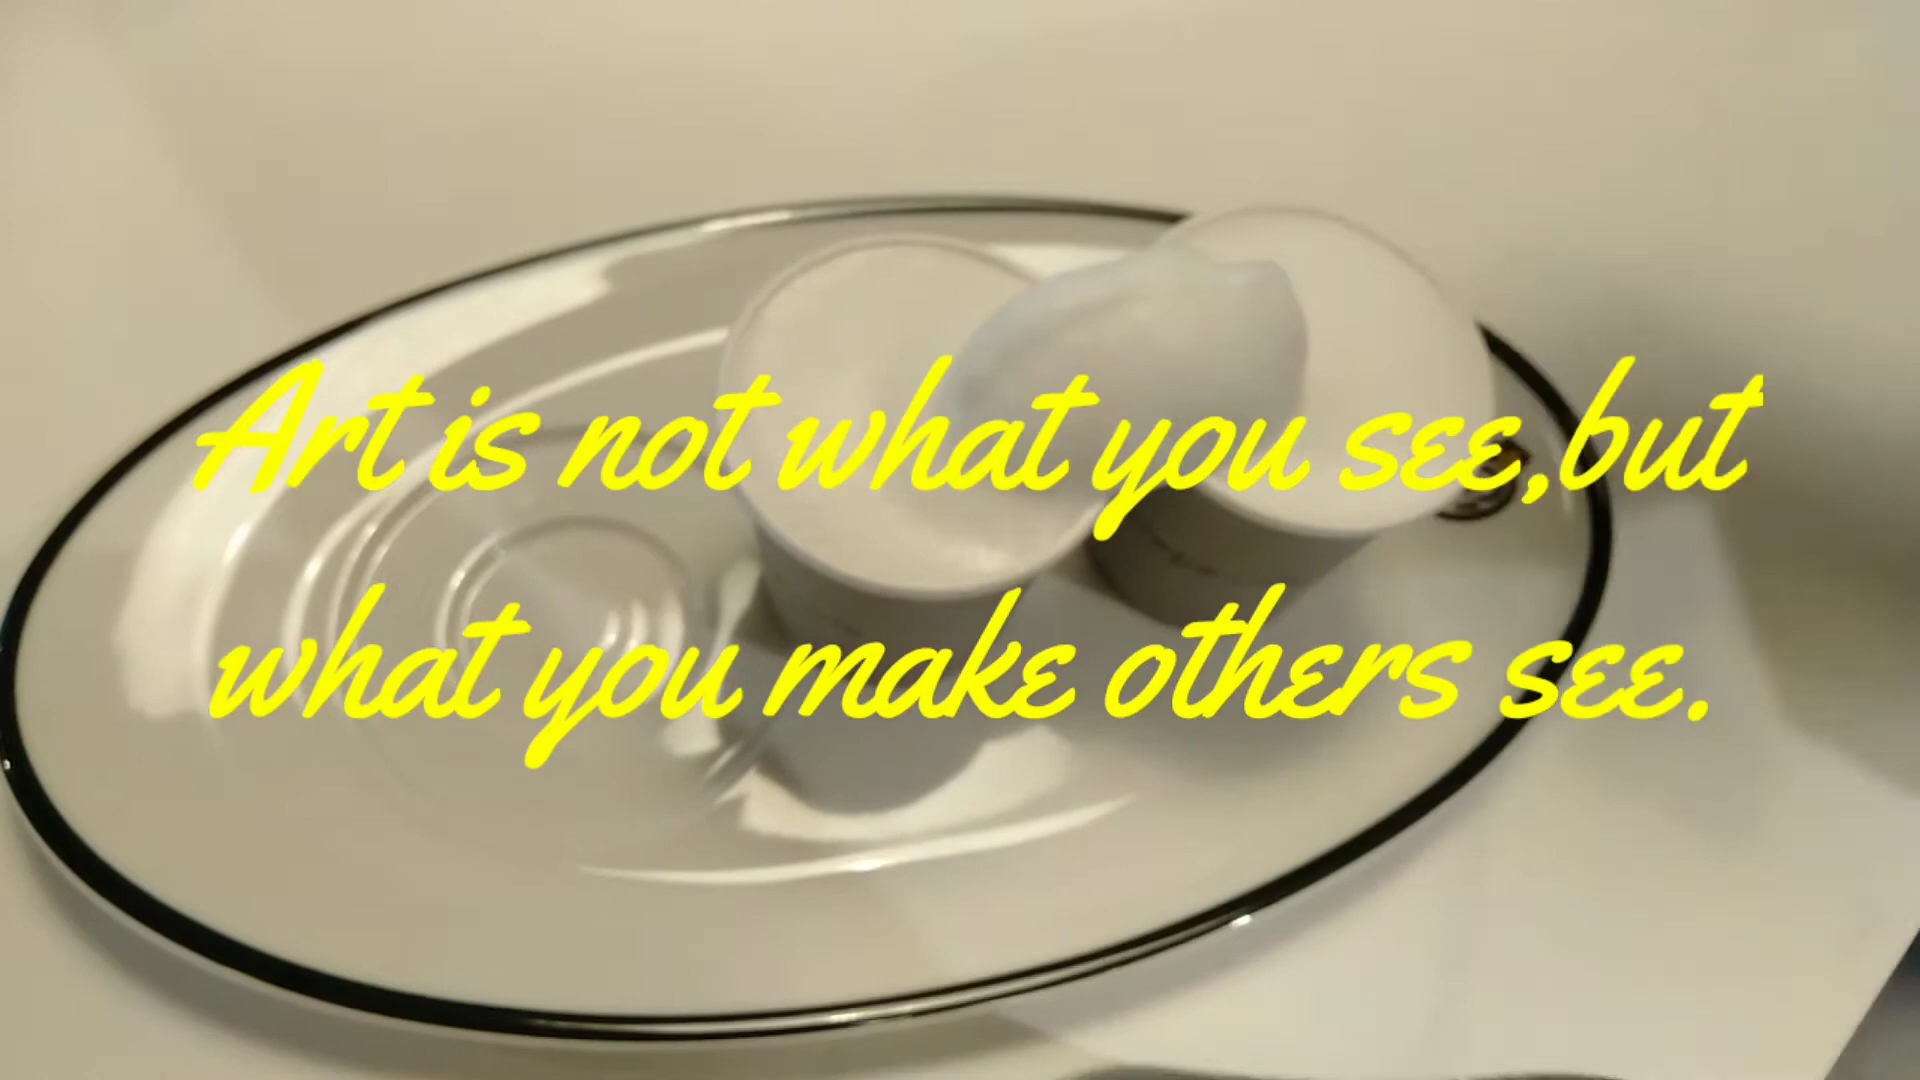 Art is not what you see,but
what you make others see.